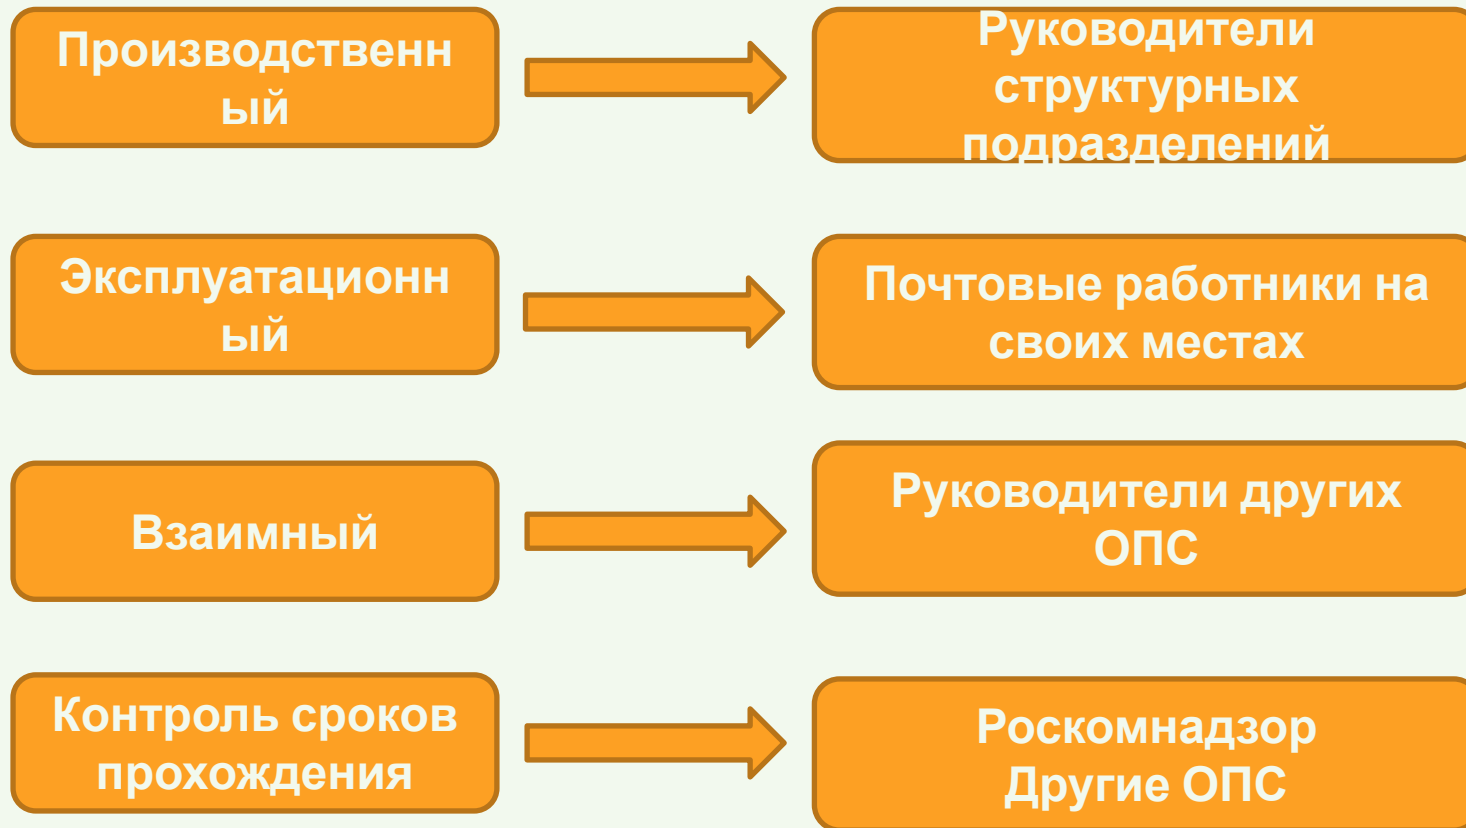 Производственн
ый
Руководители
структурных
подразделений
Эксплуатационн
ый
Почтовые работники на
своих местах
Взаимный
Руководители других
ОПС
Контроль сроков
прохождения
Роскомнадзор
Другие ОПС